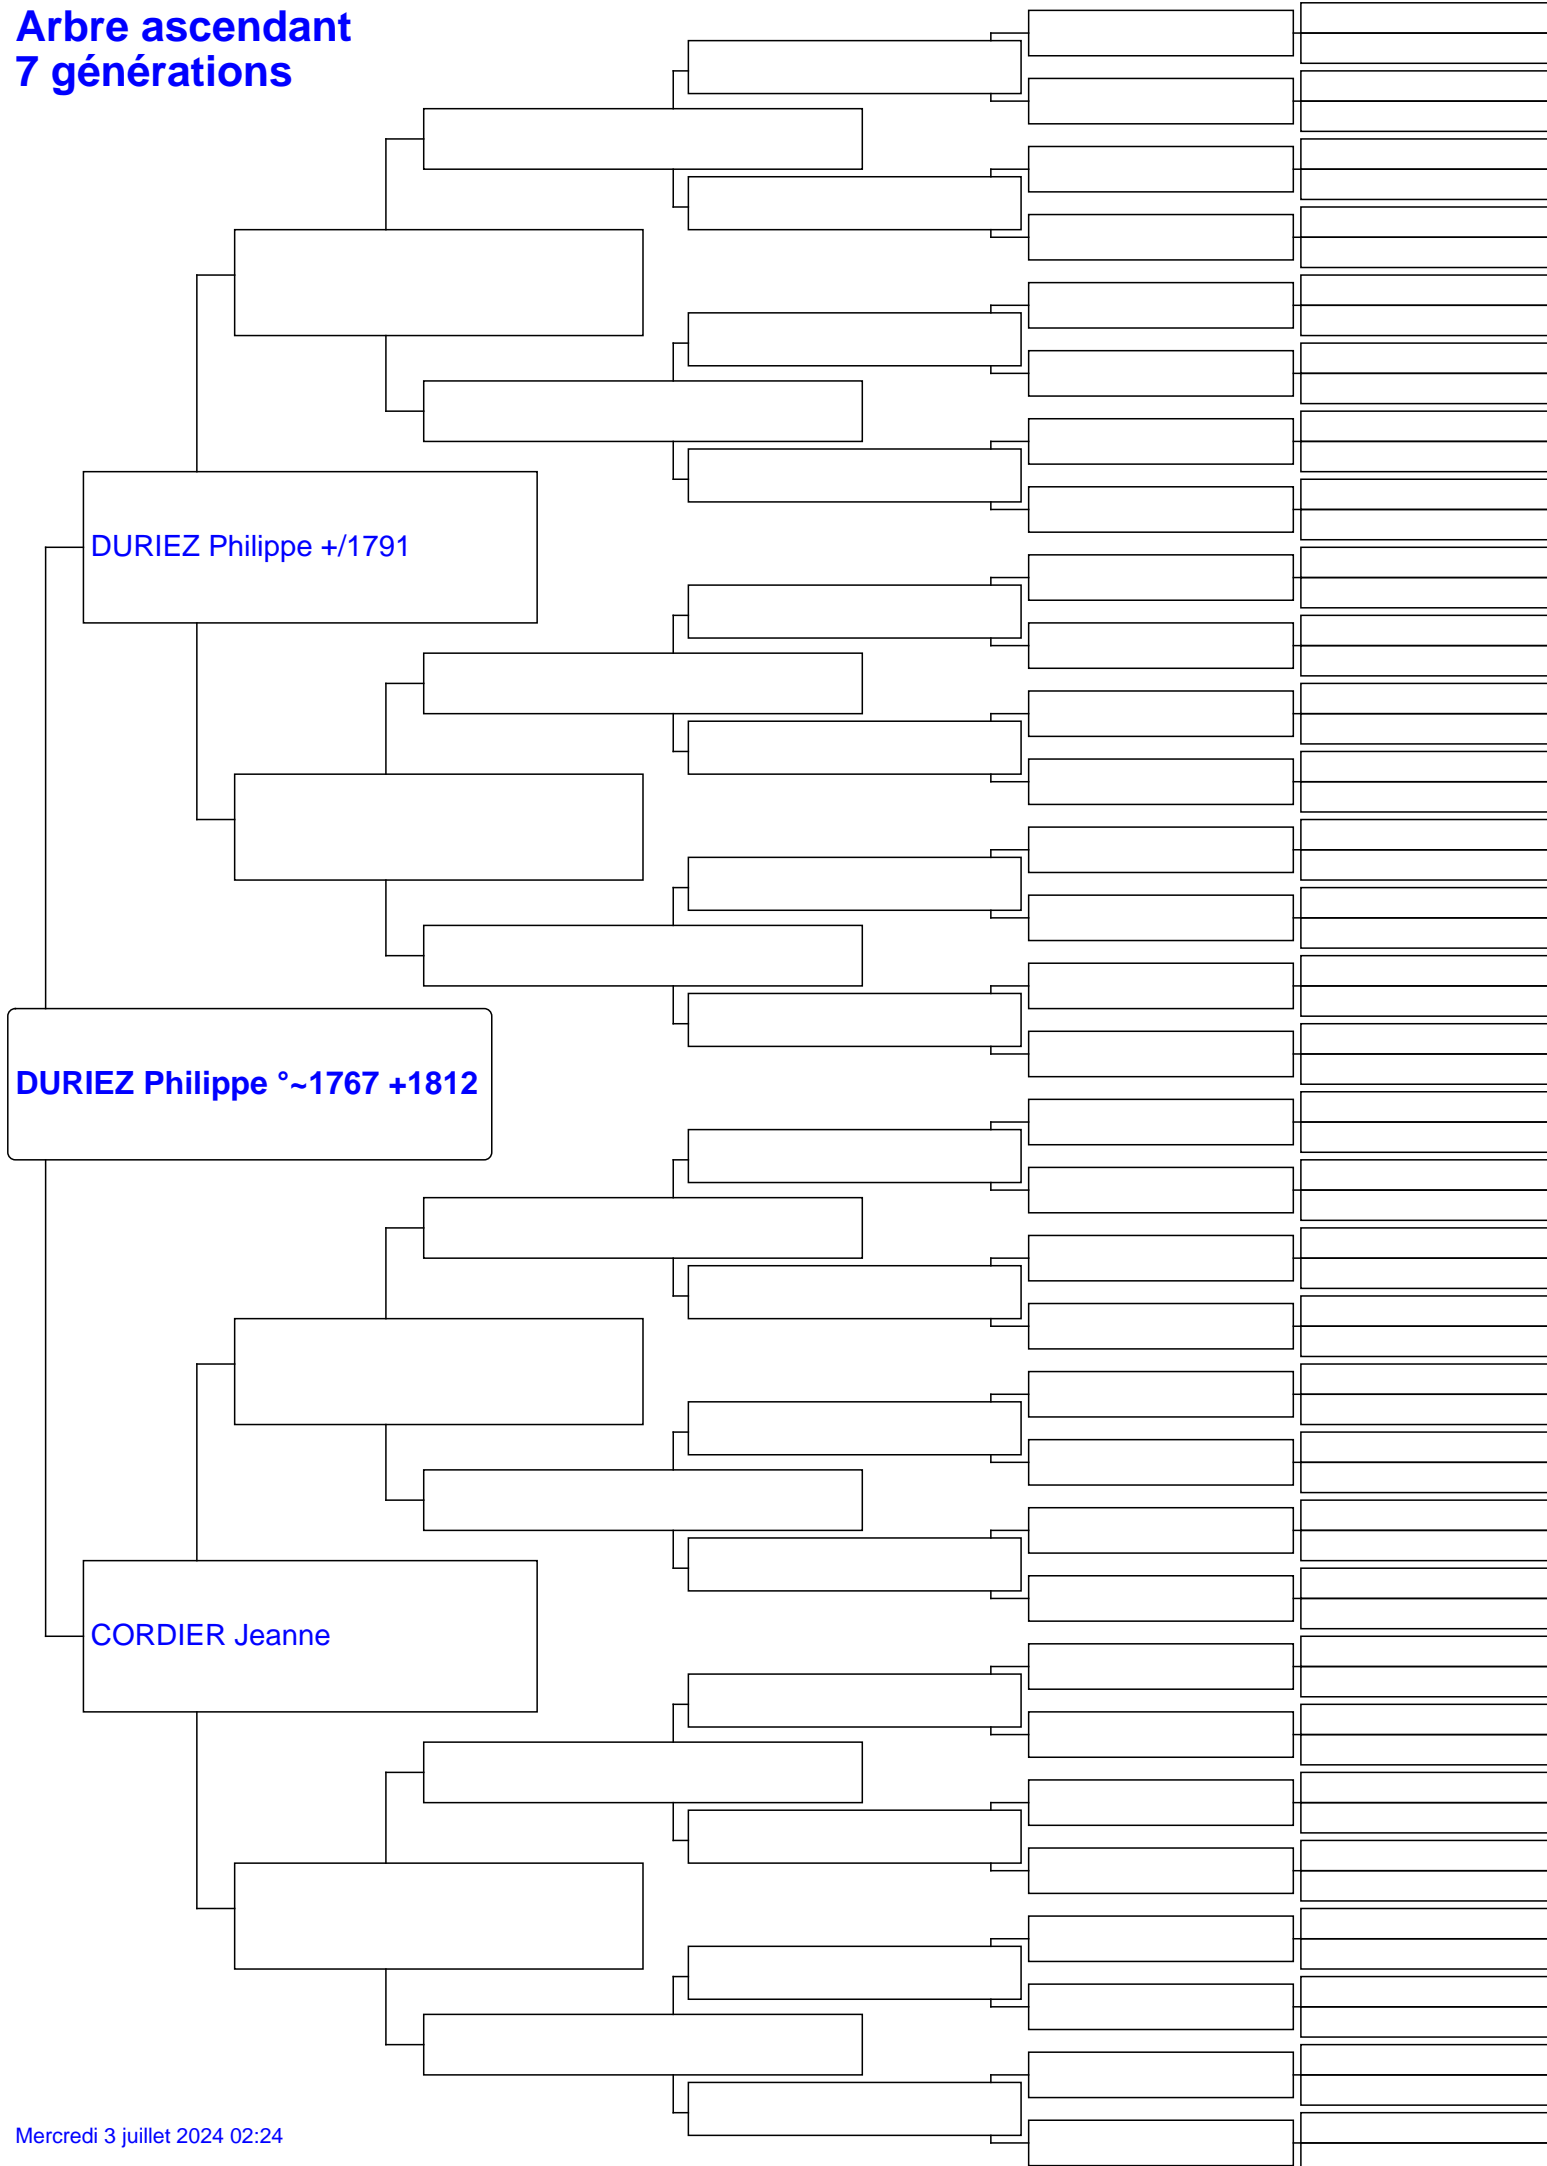 Arbre ascendant
7 générations
DURIEZ Philippe +/1791
DURIEZ Philippe °~1767 +1812
CORDIER Jeanne
Mercredi 3 juillet 2024 02:24